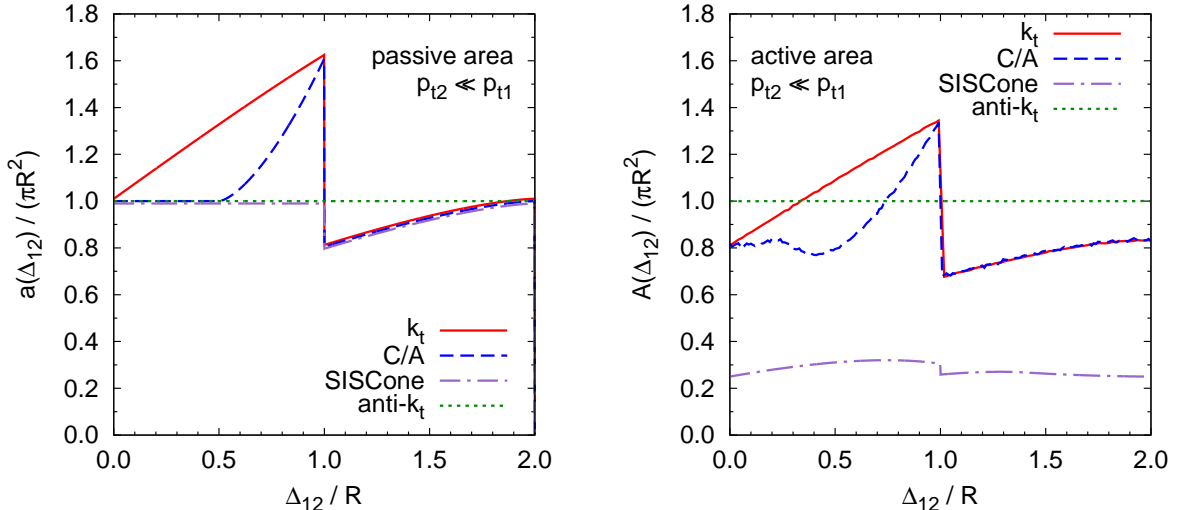 a(Δ12) / (πR²)
1.8
1.6
1.4
1.2
1.0
0.8
0.6
0.4
0.2
0.0
passive area
pt2 ≪ pt1
kt
C/A
SISCone
anti-kt
0.0 0.5 1.0 1.5 2.0
Δ12 / R
A(Δ12) / (πR²)
1.8
1.6
1.4
1.2
1.0
0.8
0.6
0.4
0.2
0.0
active area
pt2 ≪ pt1
kt
C/A
SISCone
anti-kt
0.0 0.5 1.0 1.5 2.0
Δ12 / R